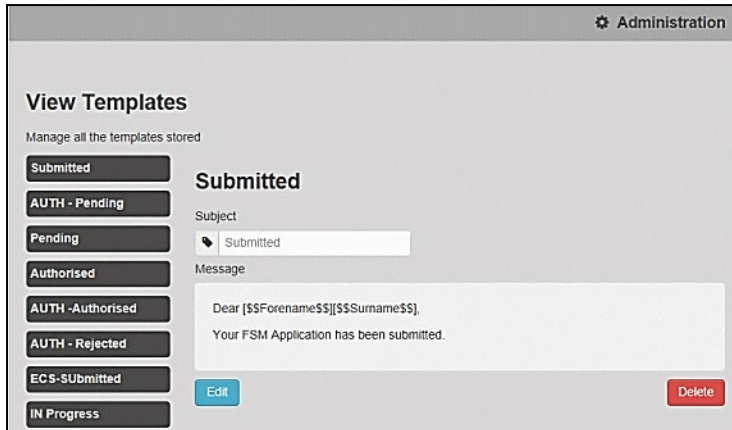 Administration
View Templates
Manage all the templates stored
Submitted
AUTH - Pending
Pending
Authorised
AUTH -Authorised
AUTH - Rejected
ECS-SUbmitted
IN Progress
Submitted
Subject
Submitted
Message
Dear [$$Forename$$][$$Surname$$],
Your FSM Application has been submitted.
Edit
Delete